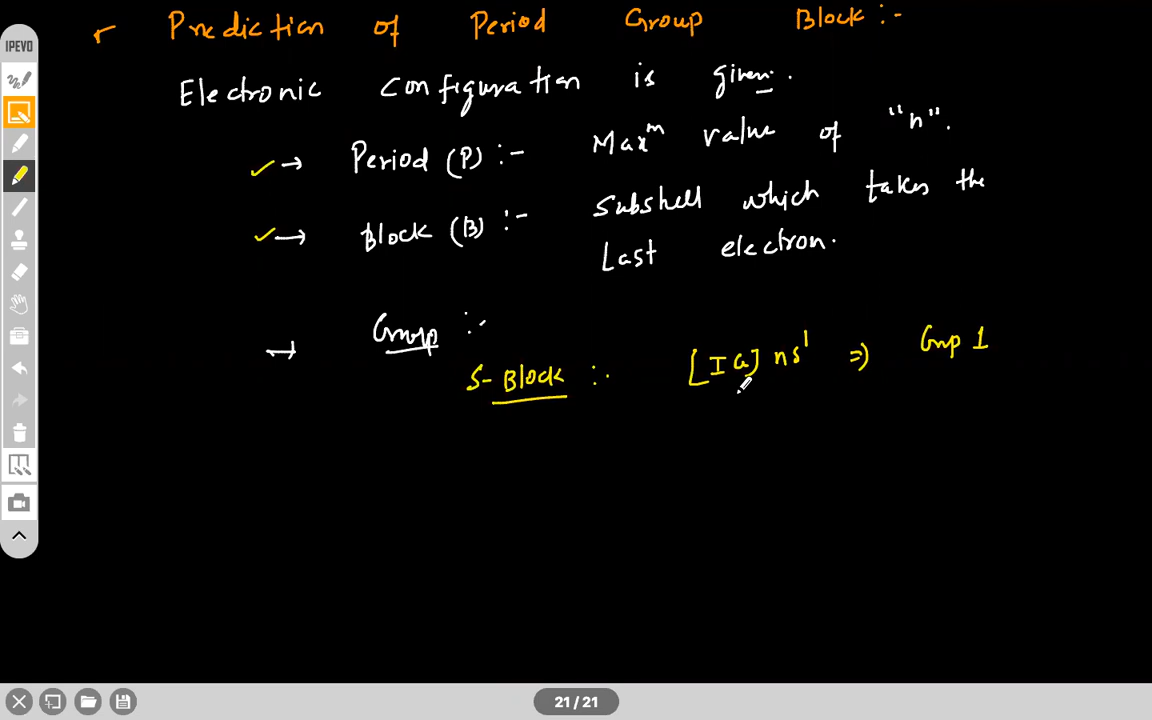 IPEVO
Prediction of Period Group Block :-
Electronic Configuration is given.
→ Period (P) :- Maxᵐ value of "n".
→ Block (B) :- Subshell which takes the
Last electron.
→ Group :-
S-Block :. [IG] ns¹ ⇒ Grp 1
21 / 21